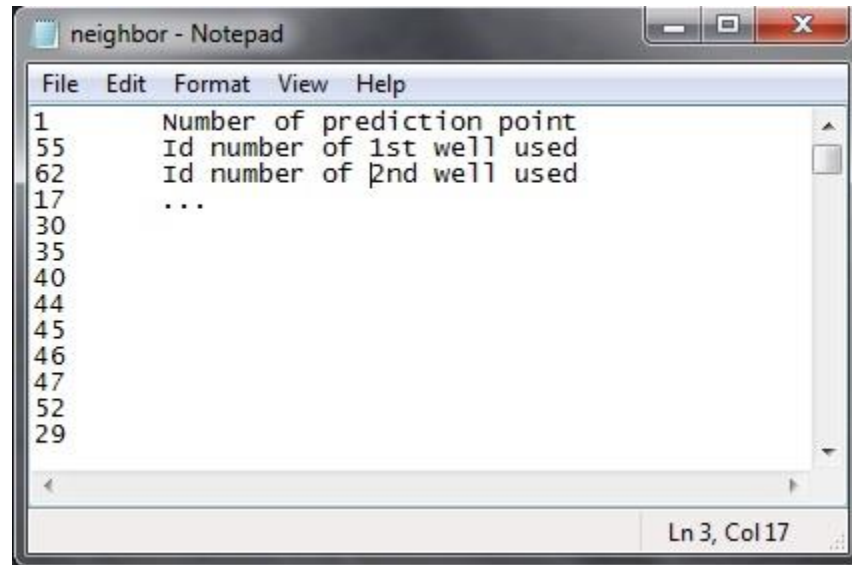 neighbor - Notepad
File Edit Format View Help
1 Number of prediction point
55 Id number of 1st well used
62 Id number of 2nd well used
17 ...
30
35
40
44
45
46
47
52
29
Ln 3, Col 17